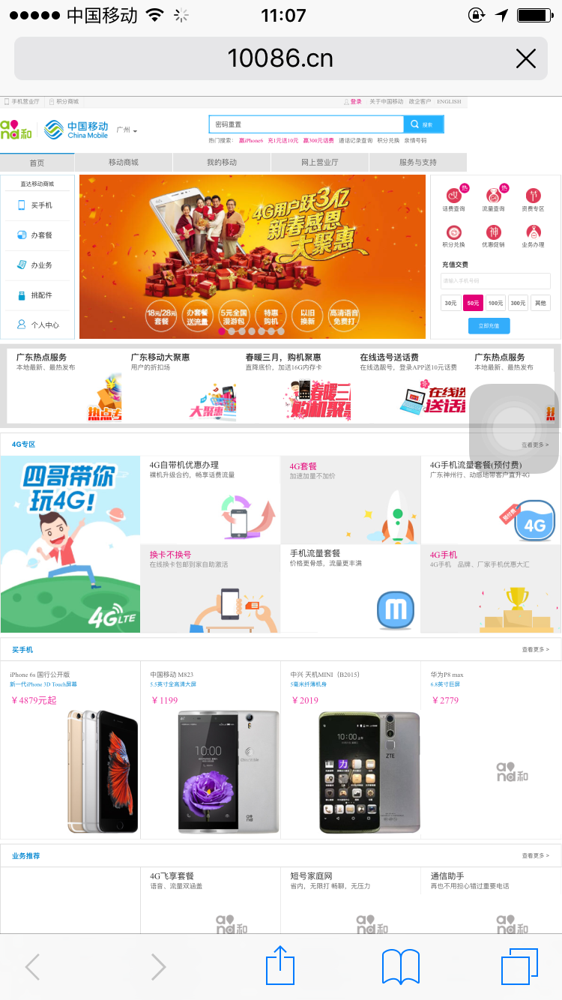 中国移动 11:07
10086.cn
手机营业厅 积分商城 登录 关于中国移动 政企客户 ENGLISH
and和 中国移动 China Mobile 广州
密码重置 搜索
热门搜索: 赢iPhone6 充1元送10元 赢300元话费 通话记录查询 积分兑换 亲情号码
首页 移动商城 我的移动 网上营业厅 服务与支持
直达移动商城
买手机
办套餐
办业务
挑配件
个人中心
4G用户跃3亿
新春感恩
大聚惠
18元/28元套餐
办套餐送流量
5元全国漫游包
特惠购机
以旧换新
高清语音免费打
话费查询 热
流量查询 热
资费专区
积分兑换
优惠促销
业务办理
充值交费
请输入手机号码
30元 50元 100元 300元 其他
立即充值
广东热点服务
本地最新、最热发布
热点专
广东移动大聚惠
用户的折扣场
大聚惠
春暖三月，购机聚惠
直降底价，加送16G内存卡
春暖三
购机聚惠
在线选号送话费
在线选靓号，登录APP送10元话费
在线选
送话
广东热点服务
本地最新、最热发布
热
4G专区 查看更多 >
四哥带你
玩4G!
4G LTE
4G自带机优惠办理
裸机升级合约，畅享话费流量
4G套餐
加速加量不加价
4G手机流量套餐(预付费)
广东神州行、动感地带客户直升4G
预付费
4G
换卡不换号
在线换卡包邮到家自助激活
手机流量套餐
价格更骨感，流量更丰满
m
4G手机
4G手机 品牌、厂家手机优惠大汇
买手机 查看更多 >
iPhone 6s 国行公开版
新一代iPhone 3D Touch屏幕
￥4879元起
中国移动 M823
5.5英寸全高清大屏
￥1199
10:00
China Mobile
and
中兴 天机MINI（B2015）
5毫米纤薄机身
￥2019
10:00
ZTE
华为P8 max
6.8英寸巨屏
￥2779
and和
业务推荐 查看更多 >
4G飞享套餐
语音、流量双涵盖
and和
短号家庭网
省内，无限打 畅聊，无压力
and和
通信助手
再也不用担心错过重要电话
and和